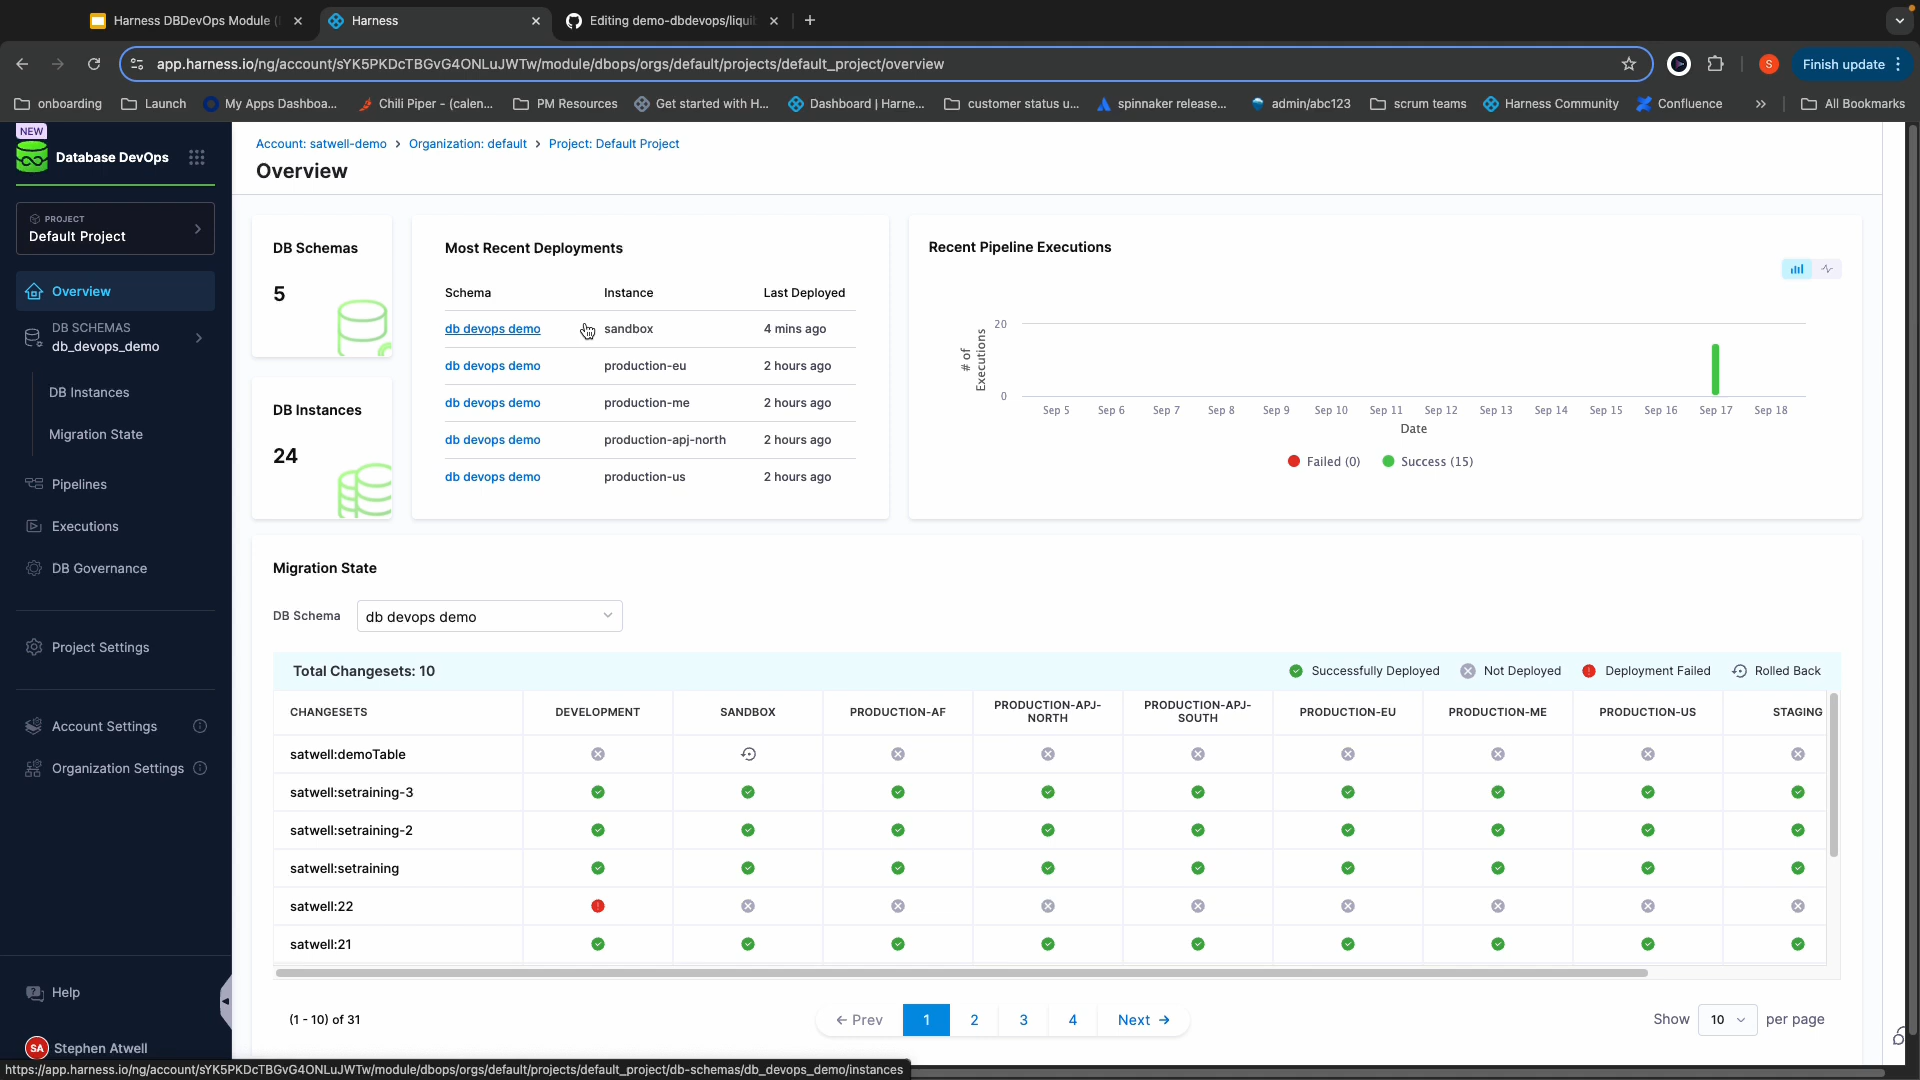 Harness DBDevOps Module (
Harness
Editing demo-dbdevops/liquib
app.harness.io/ng/account/sYK5PKDcTBGvG4ONLuJWTw/module/dbops/orgs/default/projects/default_project/overview
S
Finish update
onboarding
Launch
My Apps Dashboa...
Chili Piper - (calen...
PM Resources
Get started with H...
Dashboard | Harne...
customer status u...
spinnaker release...
admin/abc123
scrum teams
Harness Community
Confluence
»
All Bookmarks
NEW
Database DevOps
PROJECT
Default Project
Overview
DB SCHEMAS
db_devops_demo
DB Instances
Migration State
Pipelines
Executions
DB Governance
Project Settings
Account Settings
Organization Settings
Help
SA Stephen Atwell
Account: satwell-demo > Organization: default > Project: Default Project
Overview
DB Schemas
5
DB Instances
24
Most Recent Deployments
Schema Instance Last Deployed
db devops demo sandbox 4 mins ago
db devops demo production-eu 2 hours ago
db devops demo production-me 2 hours ago
db devops demo production-apj-north 2 hours ago
db devops demo production-us 2 hours ago
Recent Pipeline Executions
# of
Executions
20
0
Sep 5 Sep 6 Sep 7 Sep 8 Sep 9 Sep 10 Sep 11 Sep 12 Sep 13 Sep 14 Sep 15 Sep 16 Sep 17 Sep 18
Date
Failed (0) Success (15)
Migration State
DB Schema db devops demo
Total Changesets: 10
Successfully Deployed Not Deployed Deployment Failed Rolled Back
CHANGESETS DEVELOPMENT SANDBOX PRODUCTION-AF PRODUCTION-APJ-NORTH PRODUCTION-APJ-SOUTH PRODUCTION-EU PRODUCTION-ME PRODUCTION-US STAGING
satwell:demoTable
satwell:setraining-3
satwell:setraining-2
satwell:setraining
satwell:22
satwell:21
(1 - 10) of 31
← Prev 1 2 3 4 Next →
Show 10 per page
https://app.harness.io/ng/account/sYK5PKDcTBGvG4ONLuJWTw/module/dbops/orgs/default/projects/default_project/db-schemas/db_devops_demo/instances